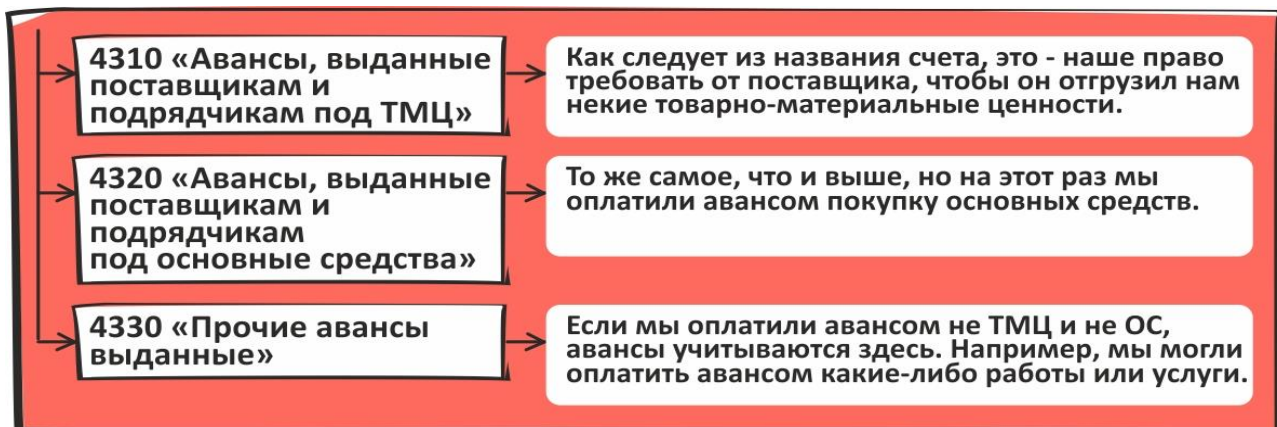 4310 «Авансы, выданные
поставщикам и
подрядчикам под ТМЦ»
Как следует из названия счета, это - наше право
требовать от поставщика, чтобы он отгрузил нам
некие товарно-материальные ценности.
4320 «Авансы, выданные
поставщикам и
подрядчикам
под основные средства»
То же самое, что и выше, но на этот раз мы
оплатили авансом покупку основных средств.
4330 «Прочие авансы
выданные»
Если мы оплатили авансом не ТМЦ и не ОС,
авансы учитываются здесь. Например, мы могли
оплатить авансом какие-либо работы или услуги.